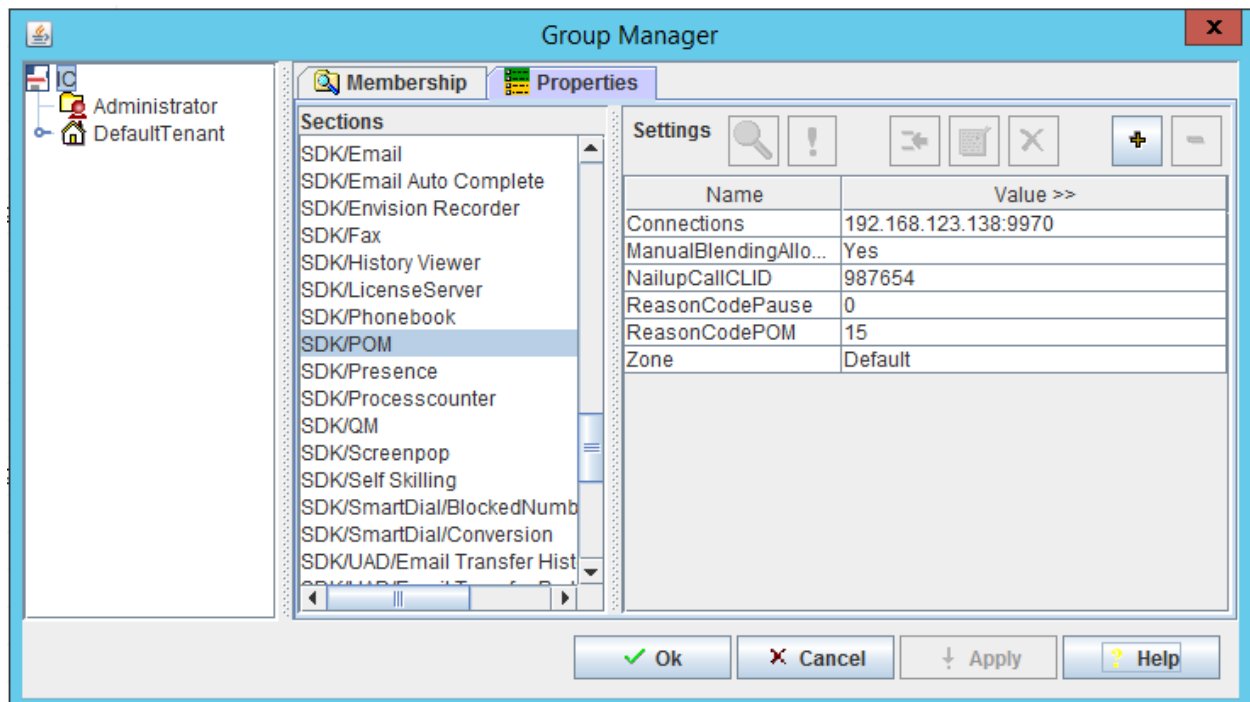 Group Manager
x
IC
Administrator
DefaultTenant
Membership
Properties
Sections
SDK/Email
SDK/Email Auto Complete
SDK/Envision Recorder
SDK/Fax
SDK/History Viewer
SDK/LicenseServer
SDK/Phonebook
SDK/POM
SDK/Presence
SDK/Processcounter
SDK/QM
SDK/Screenpop
SDK/Self Skilling
SDK/SmartDial/BlockedNumb
SDK/SmartDial/Conversion
SDK/UAD/Email Transfer Hist
Settings
Name Value >>
Connections 192.168.123.138:9970
ManualBlendingAllo... Yes
NailupCallCLID 987654
ReasonCodePause 0
ReasonCodePOM 15
Zone Default
Ok
Cancel
Apply
? Help